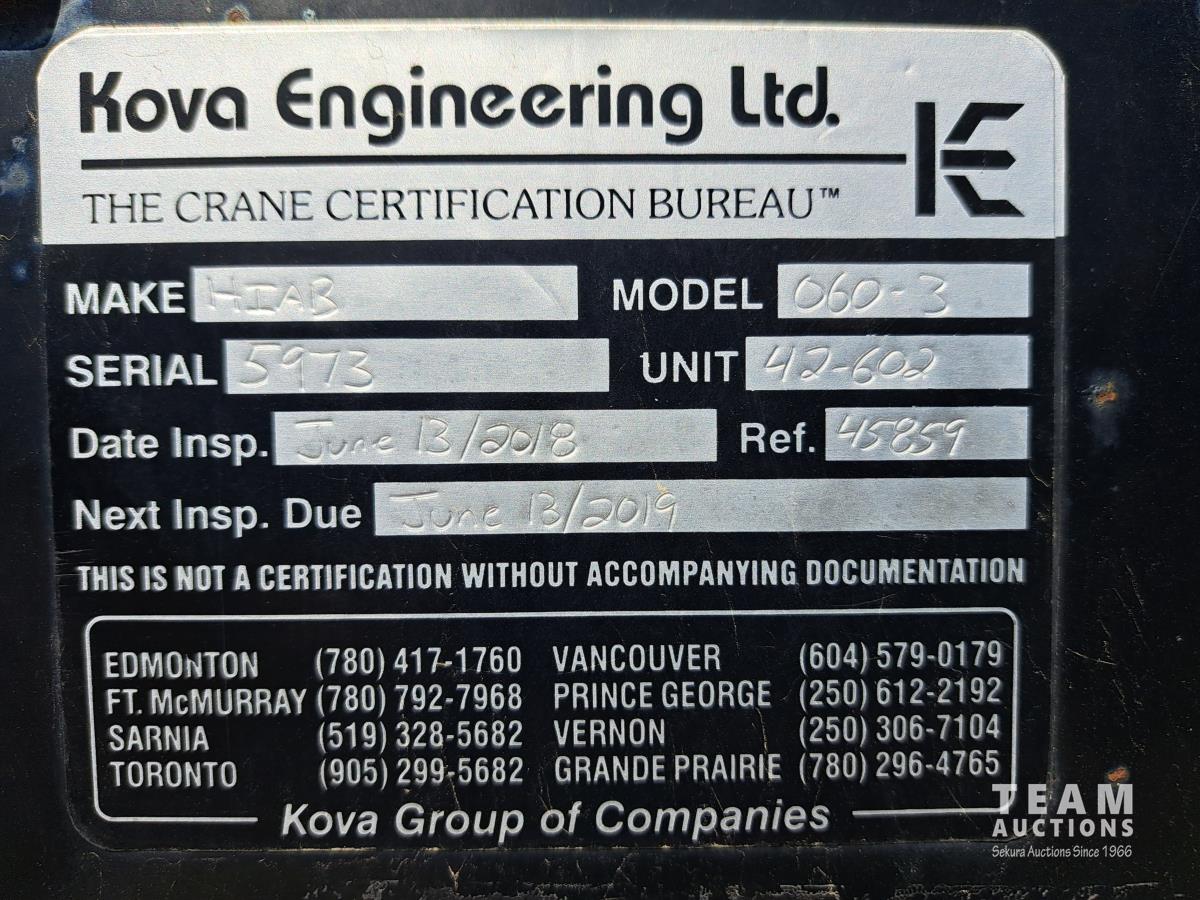 Kova Engineering Ltd.
KE
THE CRANE CERTIFICATION BUREAU™
MAKE HIAB MODEL 060-3
SERIAL 5973 UNIT 42-602
Date Insp. June 13/2018 Ref. 45859
Next Insp. Due June 13/2019
THIS IS NOT A CERTIFICATION WITHOUT ACCOMPANYING DOCUMENTATION
EDMONTON (780) 417-1760 VANCOUVER (604) 579-0179
FT. McMURRAY (780) 792-7968 PRINCE GEORGE (250) 612-2192
SARNIA (519) 328-5682 VERNON (250) 306-7104
TORONTO (905) 299-5682 GRANDE PRAIRIE (780) 296-4765
Kova Group of Companies
TEAM
AUCTIONS
Sekura Auctions Since 1966